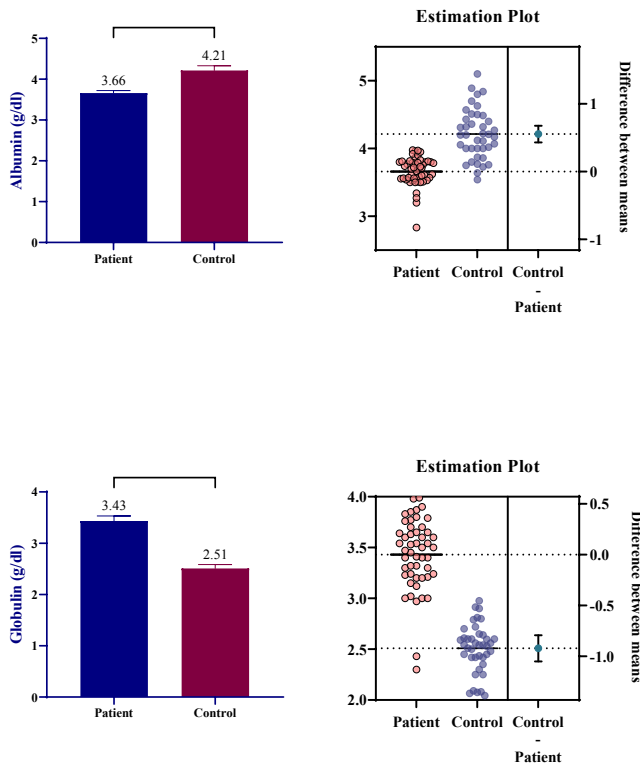 Estimation Plot
Albumin (g/dl)
5
4
3
2
1
0
3.66
4.21
Patient
Control
5
4
3
1
0
-1
Difference between means
Patient
Control
Control
-
Patient
Estimation Plot
Globulin (g/dl)
4
3
2
1
0
3.43
2.51
Patient
Control
4.0
3.5
3.0
2.5
2.0
0.5
0.0
-0.5
-1.0
Difference between means
Patient
Control
Control
-
Patient